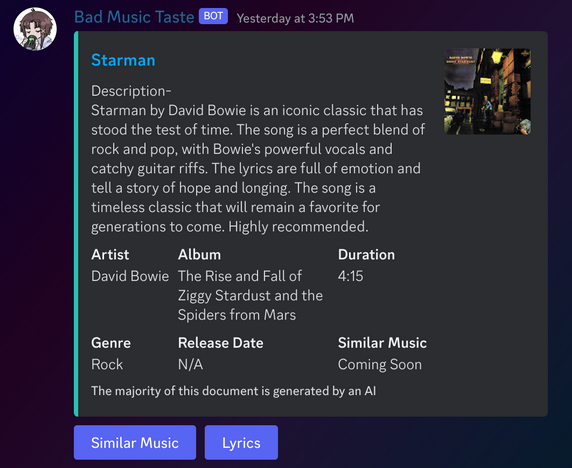 Bad Music Taste BOT Yesterday at 3:53 PM
Starman
Description-
Starman by David Bowie is an iconic classic that has
stood the test of time. The song is a perfect blend of
rock and pop, with Bowie's powerful vocals and
catchy guitar riffs. The lyrics are full of emotion and
tell a story of hope and longing. The song is a
timeless classic that will remain a favorite for
generations to come. Highly recommended.
Artist Album Duration
David Bowie The Rise and Fall of 4:15
Ziggy Stardust and the
Spiders from Mars
Genre Release Date Similar Music
Rock N/A Coming Soon
The majority of this document is generated by an AI
Similar Music Lyrics